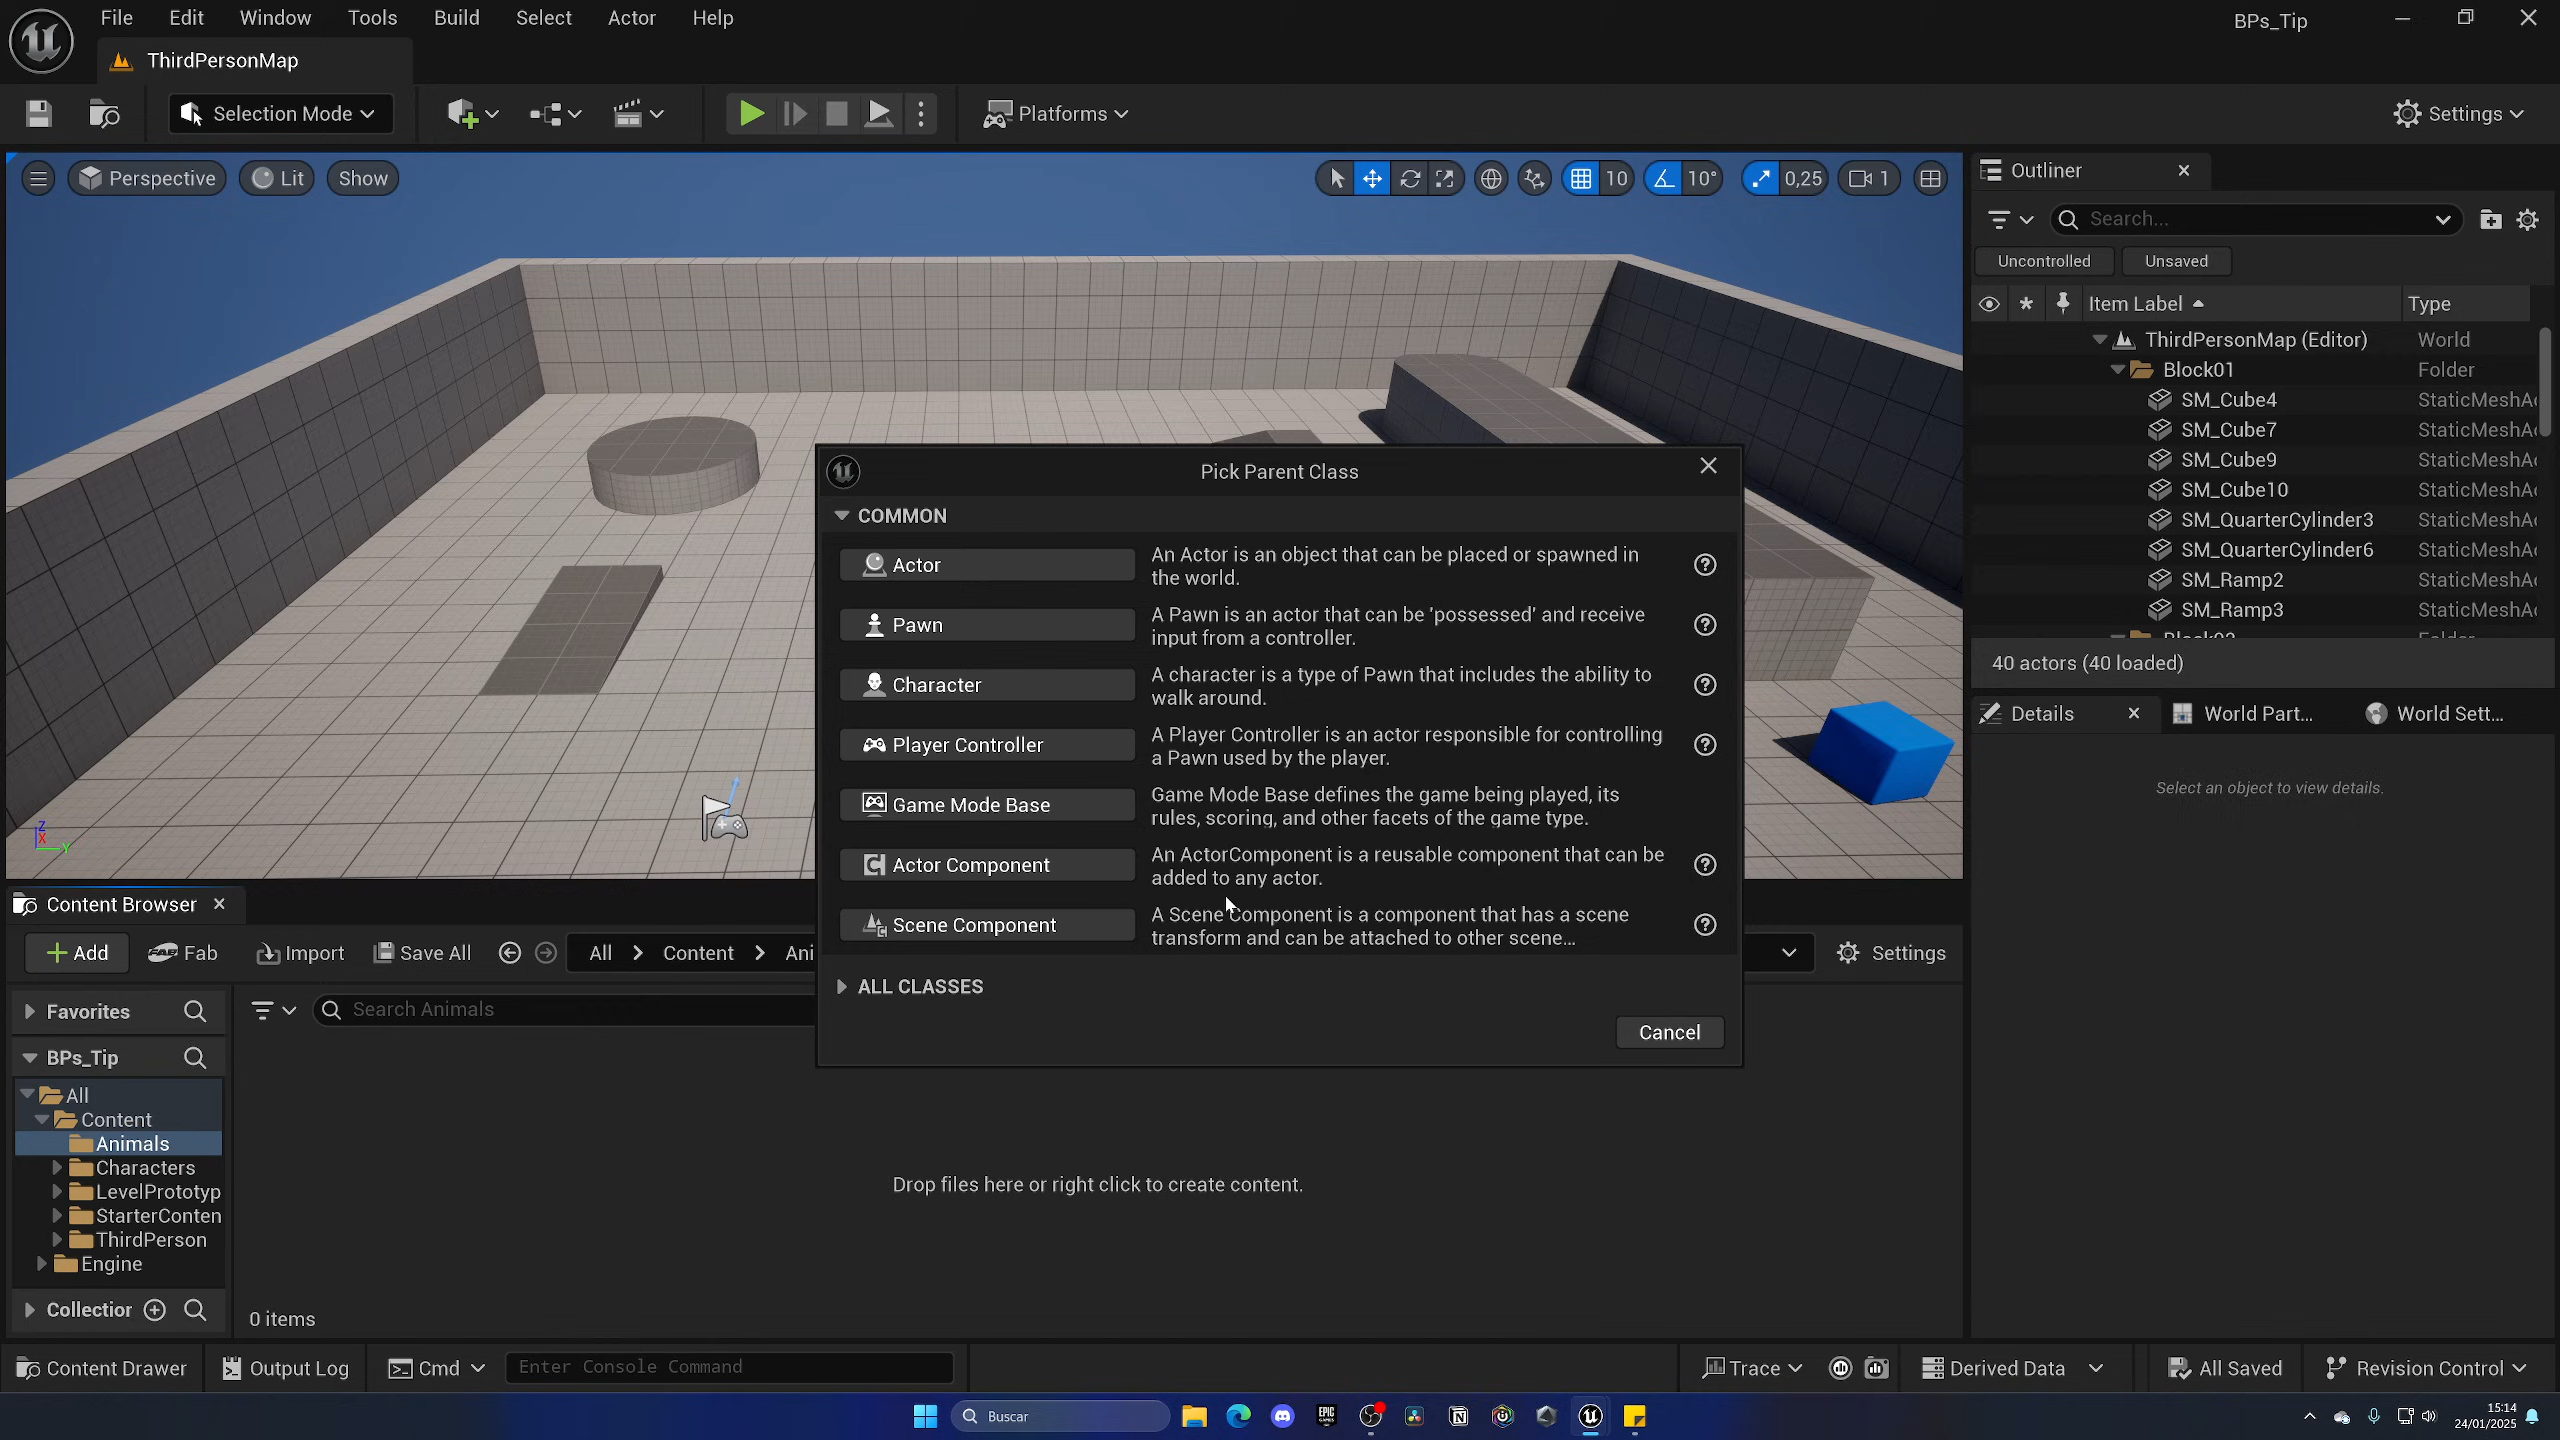 File Edit Window Tools Build Select Actor Help
BPs_Tip
ThirdPersonMap
Selection Mode
Platforms
Settings
Perspective Lit Show
10 10° 0,25 1
Outliner
Search...
Uncontrolled Unsaved
Item Label Type
ThirdPersonMap (Editor) World
Block01 Folder
SM_Cube4 StaticMeshAc
SM_Cube7 StaticMeshAc
SM_Cube9 StaticMeshAc
SM_Cube10 StaticMeshAc
SM_QuarterCylinder3 StaticMeshAc
SM_QuarterCylinder6 StaticMeshAc
SM_Ramp2 StaticMeshAc
SM_Ramp3 StaticMeshAc
40 actors (40 loaded)
Details World Part... World Sett...
Select an object to view details.
Pick Parent Class
COMMON
Actor
An Actor is an object that can be placed or spawned in
the world.
Pawn
A Pawn is an actor that can be 'possessed' and receive
input from a controller.
Character
A character is a type of Pawn that includes the ability to
walk around.
Player Controller
A Player Controller is an actor responsible for controlling
a Pawn used by the player.
Game Mode Base
Game Mode Base defines the game being played, its
rules, scoring, and other facets of the game type.
Actor Component
An ActorComponent is a reusable component that can be
added to any actor.
Scene Component
A Scene Component is a component that has a scene
transform and can be attached to other scene...
ALL CLASSES
Cancel
Z
X
Y
Content Browser
Add Fab Import Save All All Content Ani Settings
Favorites
Search Animals
BPs_Tip
All
Content
Animals
Characters
LevelPrototyp
StarterConten
ThirdPerson
Engine
Collection
Drop files here or right click to create content.
0 items
Content Drawer Output Log Cmd Enter Console Command Trace Derived Data All Saved Revision Control
Buscar
15:14
24/01/2025